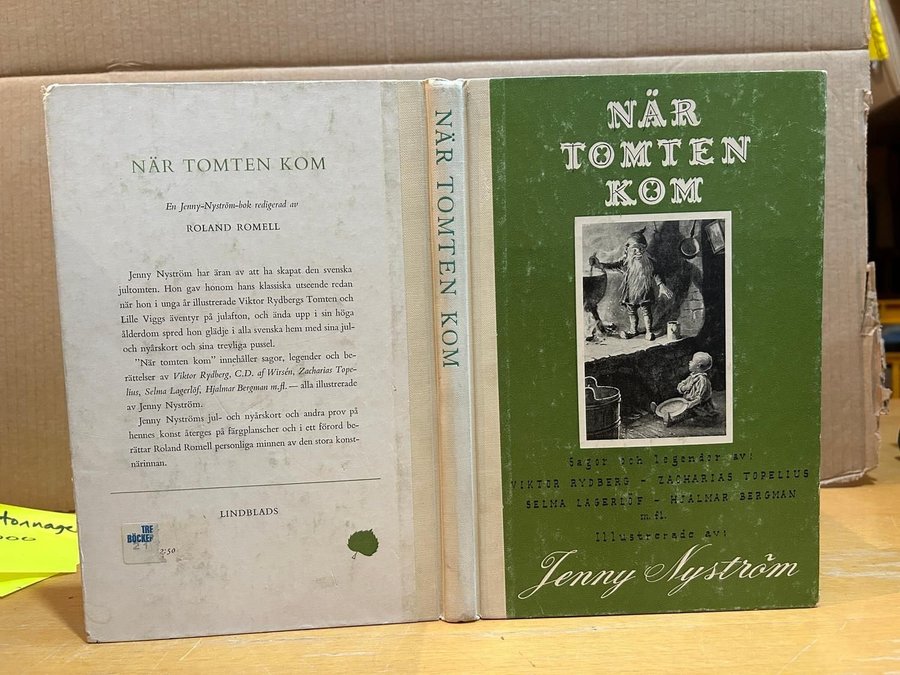 NÄR TOMTEN KOM
En Jenny-Nyström-bok redigerad av
ROLAND ROMELL
Jenny Nyström har äran av att ha skapat den svenska
jultomten. Hon gav honom hans klassiska utseende redan
när hon i unga år illustrerade Viktor Rydbergs Tomten och
Lille Viggs äventyr på julafton, och ända upp i sin höga
ålderdom spred hon glädje i alla svenska hem med sina jul-
och nyårskort och sina trevliga pussel.
"När tomten kom" innehåller sagor, legender och be-
rättelser av Viktor Rydberg, C.D. af Wirsén, Zacharias Tope-
lius, Selma Lagerlöf, Hjalmar Bergman m.fl. — alla illustrerade
av Jenny Nyström.
Jenny Nyströms jul- och nyårskort och andra prov på
hennes konst återges på färgplanscher och i ett förord be-
rättar Roland Romell personliga minnen av den stora konst-
närinnan.
LINDBLADS
TRE
BÖCKER
2:50
NÄR TOMTEN KOM
NÄR
TOMTEN
KOM
Sagor och legender av:
VIKTOR RYDBERG - ZACHARIAS TOPELIUS
SELMA LAGERLÖF - HJALMAR BERGMAN
m.fl.
Illustrerade av:
Jenny Nyström